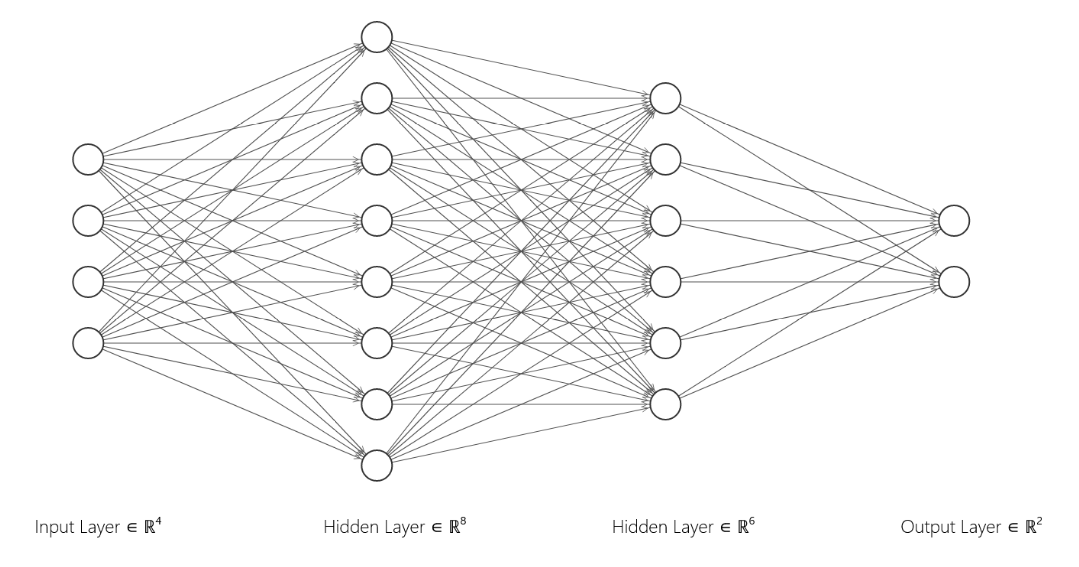 Input Layer ∈ ℝ⁴
Hidden Layer ∈ ℝ⁸
Hidden Layer ∈ ℝ⁶
Output Layer ∈ ℝ²